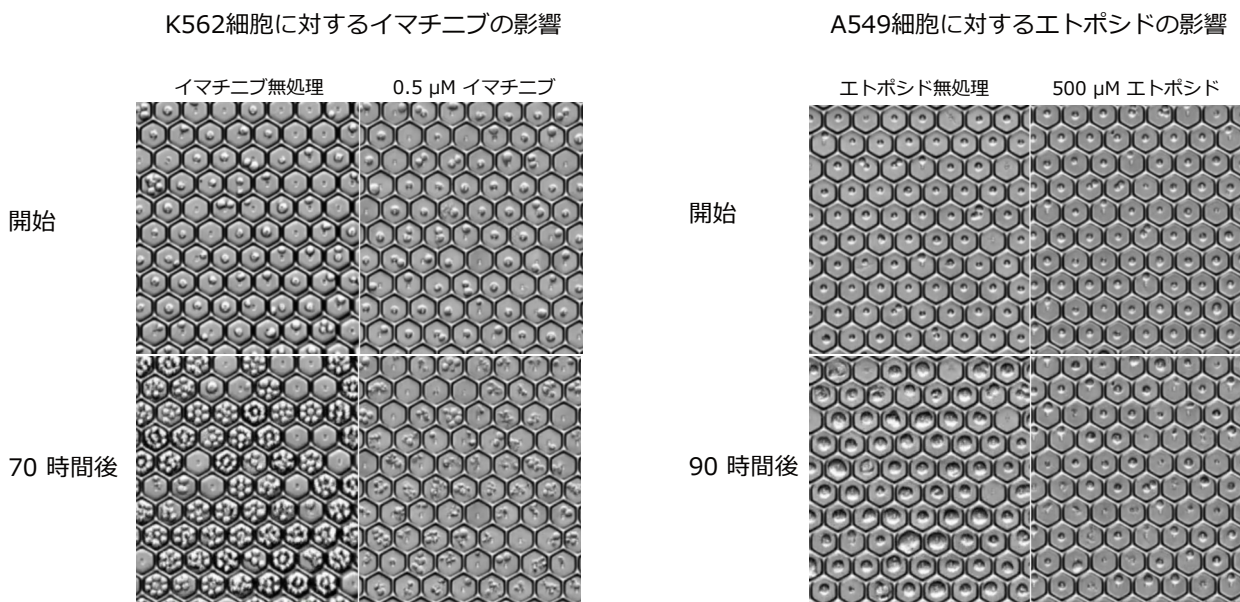 K562細胞に対するイマチニブの影響
イマチニブ無処理
0.5 µM イマチニブ
開始
70 時間後
A549細胞に対するエトポシドの影響
エトポシド無処理
500 µM エトポシド
開始
90 時間後